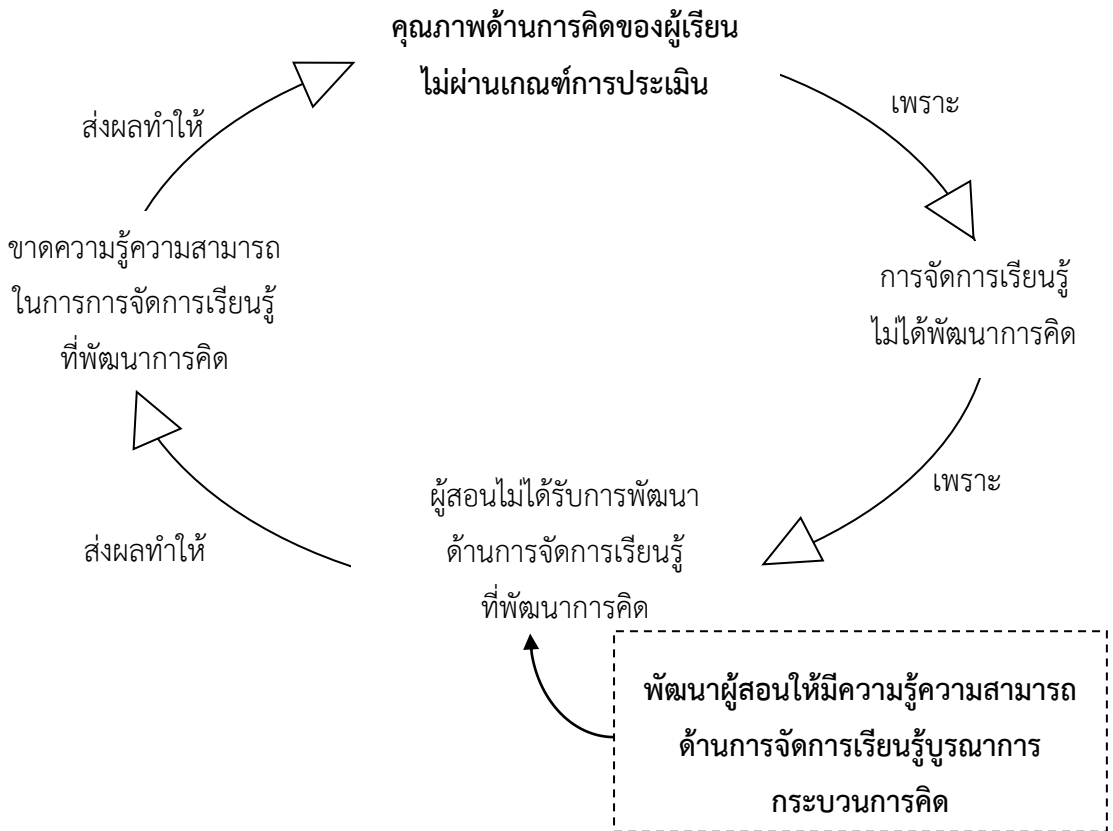 คุณภาพด้านการคิดของผู้เรียน
ไม่ผ่านเกณฑ์การประเมิน
เพราะ
การจัดการเรียนรู้
ไม่ได้พัฒนาการคิด
เพราะ
ผู้สอนไม่ได้รับการพัฒนา
ด้านการจัดการเรียนรู้
ที่พัฒนาการคิด
ส่งผลทำให้
ขาดความรู้ความสามารถ
ในการการจัดการเรียนรู้
ที่พัฒนาการคิด
ส่งผลทำให้
พัฒนาผู้สอนให้มีความรู้ความสามารถ
ด้านการจัดการเรียนรู้บูรณาการ
กระบวนการคิด